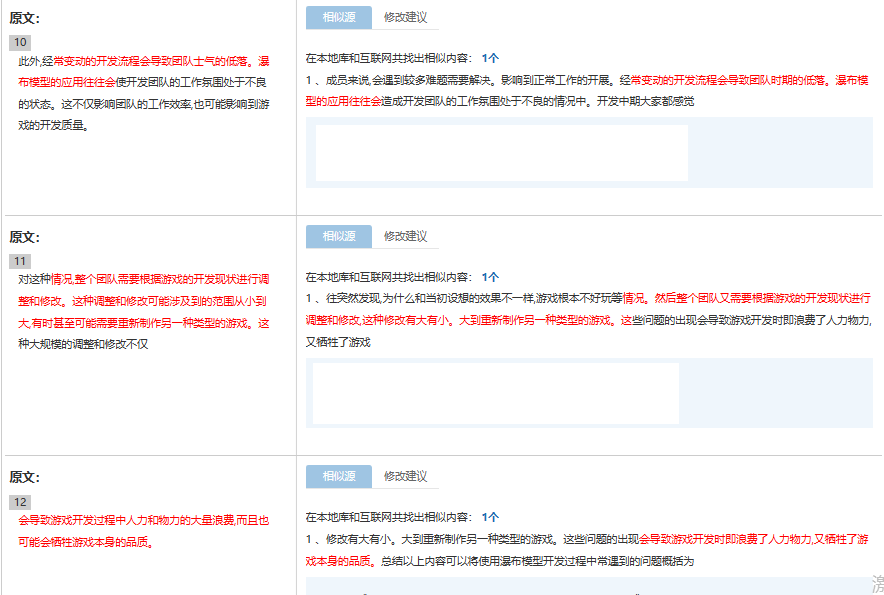 原文：
相似源 修改建议
10
此外,经常变动的开发流程会导致团队士气的低落。瀑
布模型的应用往往会使开发团队的工作氛围处于不良
的状态。这不仅影响团队的工作效率,也可能影响到游
戏的开发质量。
在本地库和互联网共找出相似内容： 1个
1 、成员来说,会遇到较多难题需要解决。影响到正常工作的开展。经常变动的开发流程会导致团队时期的低落。瀑布模
型的应用往往会造成开发团队的工作氛围处于不良的情况中。开发中期大家都感觉
原文：
相似源 修改建议
11
对这种情况,整个团队需要根据游戏的开发现状进行调
整和修改。这种调整和修改可能涉及到的范围从小到
大,有时甚至可能需要重新制作另一种类型的游戏。这
种大规模的调整和修改不仅
在本地库和互联网共找出相似内容： 1个
1 、往突然发现,为什么和当初设想的效果不一样,游戏根本不好玩等情况。然后整个团队又需要根据游戏的开发现状进行
调整和修改,这种修改有大有小。大到重新制作另一种类型的游戏。这些问题的出现会导致游戏开发时即浪费了人力物力,
又牺牲了游戏
原文：
相似源 修改建议
12
会导致游戏开发过程中人力和物力的大量浪费,而且也
可能会牺牲游戏本身的品质。
在本地库和互联网共找出相似内容： 1个
1 、修改有大有小。大到重新制作另一种类型的游戏。这些问题的出现会导致游戏开发时即浪费了人力物力,又牺牲了游
戏本身的品质。总结以上内容可以将使用瀑布模型开发过程中常遇到的问题概括为